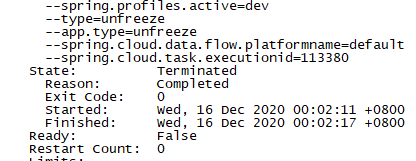 --spring.profiles.active=dev
--type=unfreeze
--app.type=unfreeze
--spring.cloud.data.flow.platformname=default
--spring.cloud.task.executionid=113380
State: Terminated
Reason: Completed
Exit Code: 0
Started: Wed, 16 Dec 2020 00:02:11 +0800
Finished: Wed, 16 Dec 2020 00:02:17 +0800
Ready: False
Restart Count: 0
Limits: